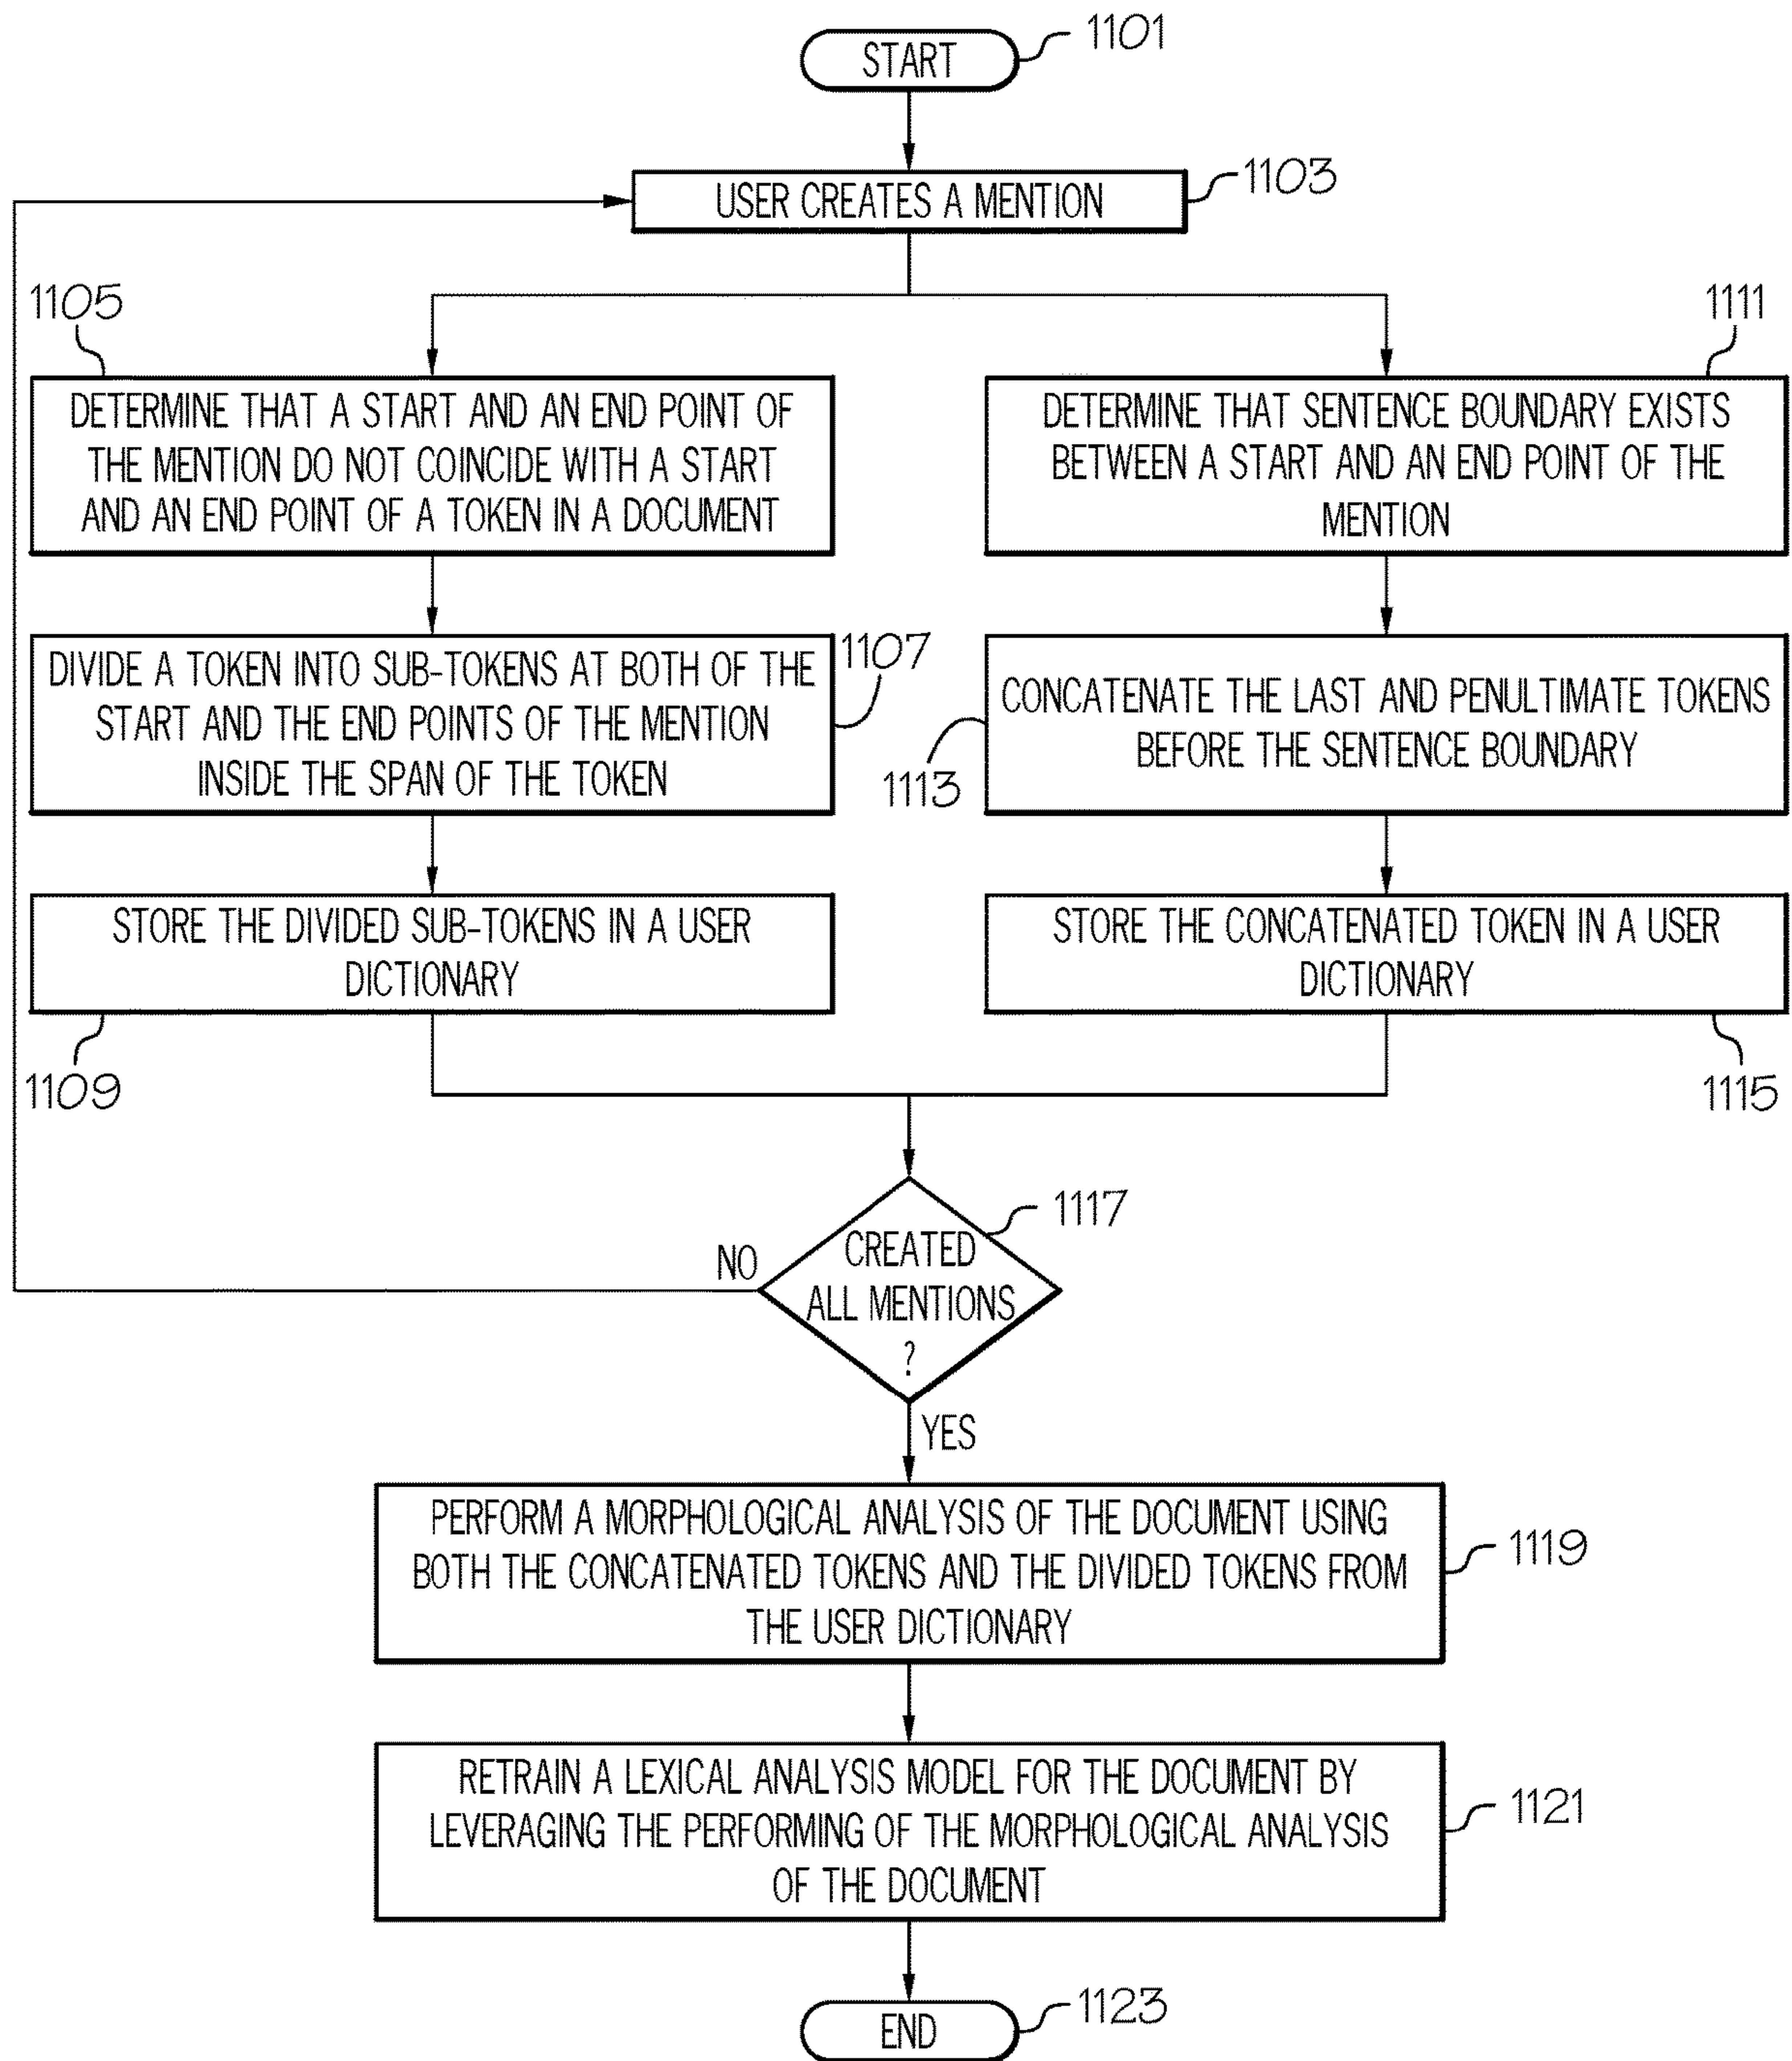 START
1101
USER CREATES A MENTION
1103
1105
DETERMINE THAT A START AND AN END POINT OF
THE MENTION DO NOT COINCIDE WITH A START
AND AN END POINT OF A TOKEN IN A DOCUMENT
1111
DETERMINE THAT SENTENCE BOUNDARY EXISTS
BETWEEN A START AND AN END POINT OF THE
MENTION
DIVIDE A TOKEN INTO SUB-TOKENS AT BOTH OF THE
START AND THE END POINTS OF THE MENTION
INSIDE THE SPAN OF THE TOKEN
1107
CONCATENATE THE LAST AND PENULTIMATE TOKENS
BEFORE THE SENTENCE BOUNDARY
1113
STORE THE DIVIDED SUB-TOKENS IN A USER
DICTIONARY
1109
STORE THE CONCATENATED TOKEN IN A USER
DICTIONARY
1115
CREATED
ALL MENTIONS
?
1117
NO
YES
PERFORM A MORPHOLOGICAL ANALYSIS OF THE DOCUMENT USING
BOTH THE CONCATENATED TOKENS AND THE DIVIDED TOKENS FROM
THE USER DICTIONARY
1119
RETRAIN A LEXICAL ANALYSIS MODEL FOR THE DOCUMENT BY
LEVERAGING THE PERFORMING OF THE MORPHOLOGICAL ANALYSIS
OF THE DOCUMENT
1121
END
1123